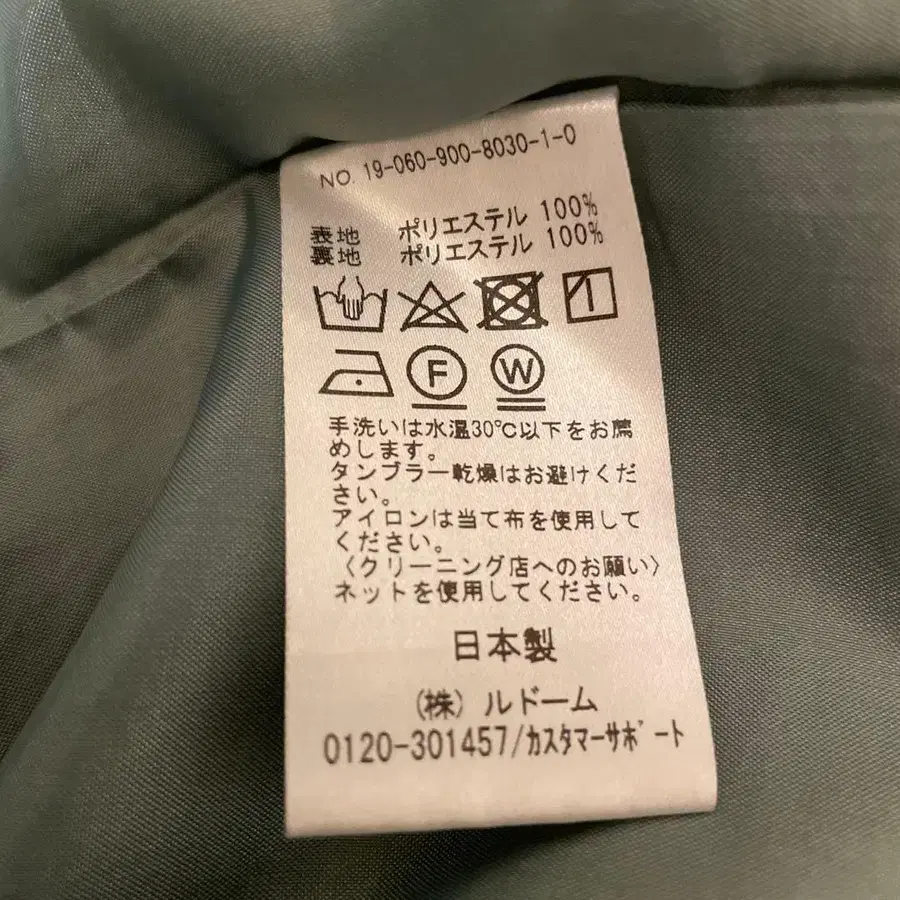 NO. 19-060-900-8030-1-0
表地 ポリエステル 100%
裏地 ポリエステル 100%
F W
手洗いは水温30℃以下をお薦
めします。
タンブラー乾燥はお避けくだ
さい。
アイロンは当て布を使用して
ください。
〈クリーニング店へのお願い〉
ネットを使用してください。
日本製
(株) ルドーム
0120-301457/カスタマーサポート